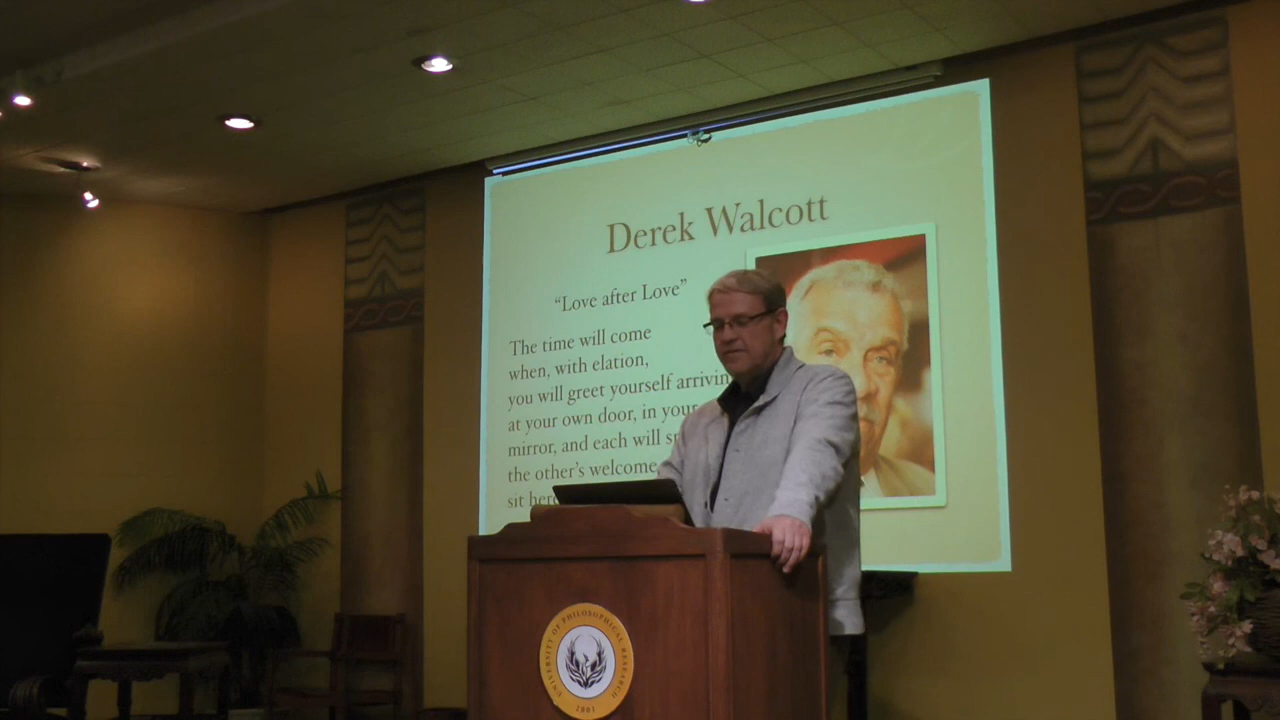 Derek Walcott
“Love after Love”
The time will come
when, with elation,
you will greet yourself
at your own door, in your
mirror, and each will
the other’s welcome
sit
UNIVERSITY OF PHILOSOPHICAL RESEARCH
2001